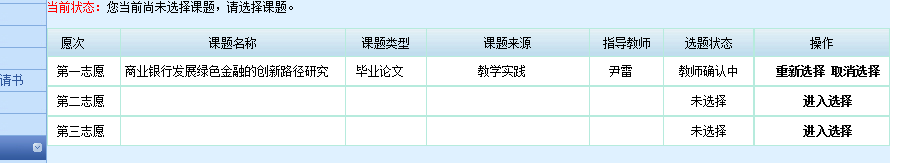 当前状态：您当前尚未选择课题，请选择课题。
愿次 课题名称 课题类型 课题来源 指导教师 选题状态 操作
第一志愿 商业银行发展绿色金融的创新路径研究 毕业论文 教学实践 尹雷 教师确认中 重新选择 取消选择
请书
第二志愿 未选择 进入选择
第三志愿 未选择 进入选择